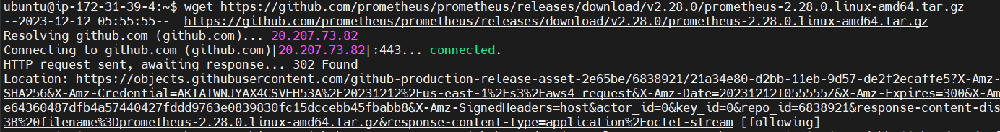 ubuntu@ip-172-31-39-4:~$ wget https://github.com/prometheus/prometheus/releases/download/v2.28.0/prometheus-2.28.0.linux-amd64.tar.gz
--2023-12-12 05:55:55--  https://github.com/prometheus/prometheus/releases/download/v2.28.0/prometheus-2.28.0.linux-amd64.tar.gz
Resolving github.com (github.com)... 20.207.73.82
Connecting to github.com (github.com)|20.207.73.82|:443... connected.
HTTP request sent, awaiting response... 302 Found
Location: https://objects.githubusercontent.com/github-production-release-asset-2e65be/6838921/21a34e80-d2bb-11eb-9d57-de2f2ecaffe5?X-Amz-
SHA256&X-Amz-Credential=AKIAIWNJYAX4CSVEH53A%2F20231212%2Fus-east-1%2Fs3%2Faws4_request&X-Amz-Date=20231212T055555Z&X-Amz-Expires=300&X-Am
e64360487dfb4a57440427fddd9763e0839830fc15dccebb45fbabb8&X-Amz-SignedHeaders=host&actor_id=0&key_id=0&repo_id=6838921&response-content-dis
3B%20filename%3Dprometheus-2.28.0.linux-amd64.tar.gz&response-content-type=application%2Foctet-stream [following]